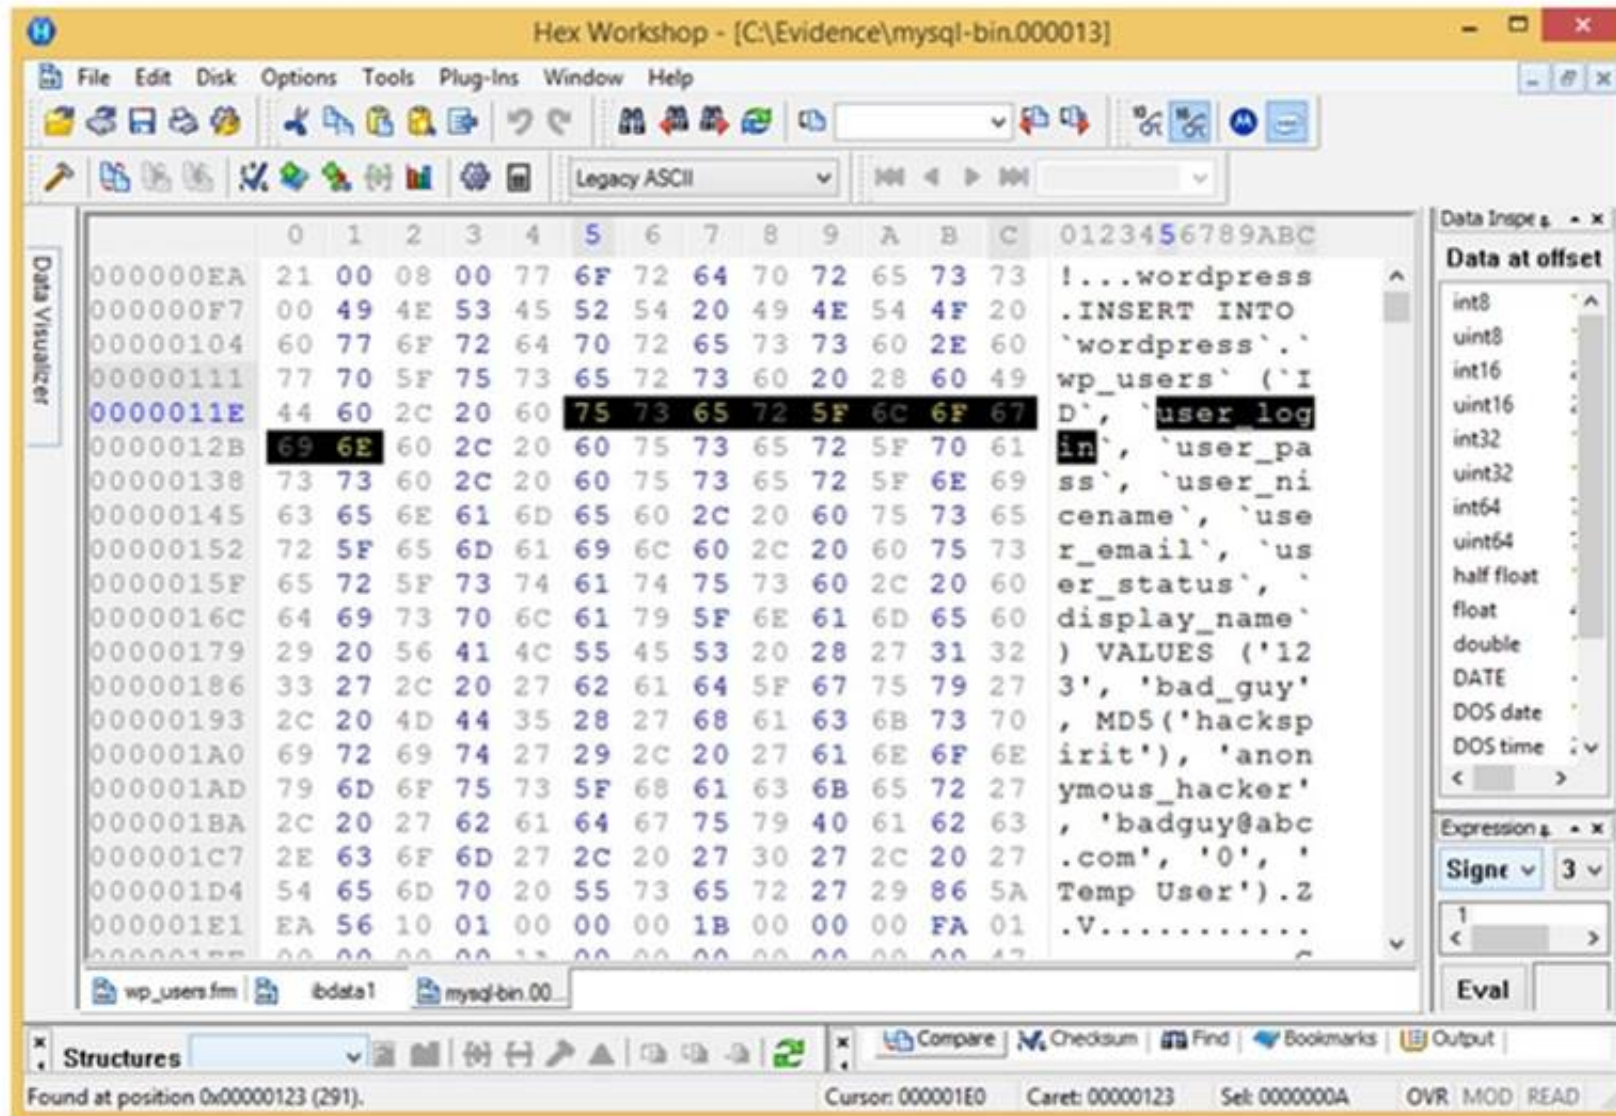 Hex Workshop - [C:\Evidence\mysql-bin.000013]
File Edit Disk Options Tools Plug-Ins Window Help
Legacy ASCII
Data Visualizer
0 1 2 3 4 5 6 7 8 9 A B C 0123456789ABC
000000EA 21 00 08 00 77 6F 72 64 70 72 65 73 73 !...wordpress
000000F7 00 49 4E 53 45 52 54 20 49 4E 54 4F 20 .INSERT INTO
00000104 60 77 6F 72 64 70 72 65 73 73 60 2E 60 `wordpress`.`
00000111 77 70 5F 75 73 65 72 73 60 20 28 60 49 wp_users` (`I
0000011E 44 60 2C 20 60 75 73 65 72 5F 6C 6F 67 D`, `user_log
0000012B 69 6E 60 2C 20 60 75 73 65 72 5F 70 61 in`, `user_pa
00000138 73 73 60 2C 20 60 75 73 65 72 5F 6E 69 ss`, `user_ni
00000145 63 65 6E 61 6D 65 60 2C 20 60 75 73 65 cename`, `use
00000152 72 5F 65 6D 61 69 6C 60 2C 20 60 75 73 r_email`, `us
0000015F 65 72 5F 73 74 61 74 75 73 60 2C 20 60 er_status`, `
0000016C 64 69 73 70 6C 61 79 5F 6E 61 6D 65 60 display_name`
00000179 29 20 56 41 4C 55 45 53 20 28 27 31 32 ) VALUES ('12
00000186 33 27 2C 20 27 62 61 64 5F 67 75 79 27 3', 'bad_guy'
00000193 2C 20 4D 44 35 28 27 68 61 63 6B 73 70 , MD5('hacksp
000001A0 69 72 69 74 27 29 2C 20 27 61 6E 6F 6E irit'), 'anon
000001AD 79 6D 6F 75 73 5F 68 61 63 6B 65 72 27 ymous_hacker'
000001BA 2C 20 27 62 61 64 67 75 79 40 61 62 63 , 'badguy@abc
000001C7 2E 63 6F 6D 27 2C 20 27 30 27 2C 20 27 .com', '0', '
000001D4 54 65 6D 70 20 55 73 65 72 27 29 86 5A Temp User').Z
000001E1 EA 56 10 01 00 00 00 1B 00 00 00 FA 01 .V...........
Data Inspe
Data at offset
int8
uint8
int16
uint16
int32
uint32
int64
uint64
half float
float
double
DATE
DOS date
DOS time
Expression
Signe 3
1
Eval
wp_users.frm ibdata1 mysql-bin.00...
Structures
Compare Checksum Find Bookmarks Output
Found at position 0x00000123 (291). Cursor: 000001E0 Caret: 00000123 Sel: 0000000A OVR MOD READ